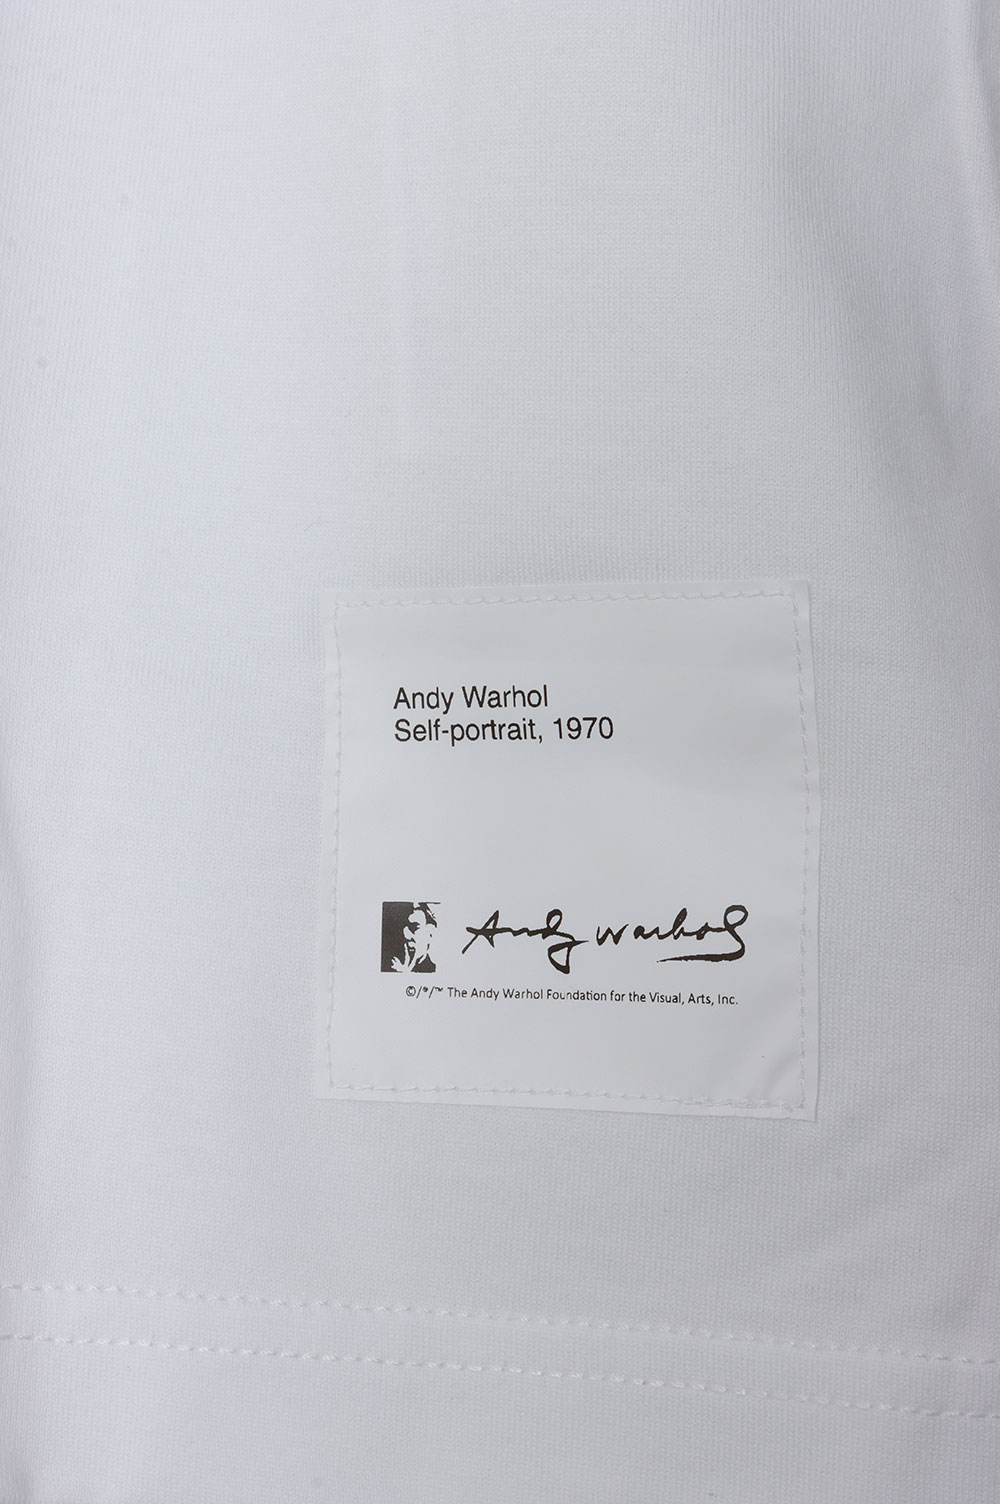 Andy Warhol
Self-portrait, 1970
Andy Warhol
©/®/™ The Andy Warhol Foundation for the Visual, Arts, Inc.